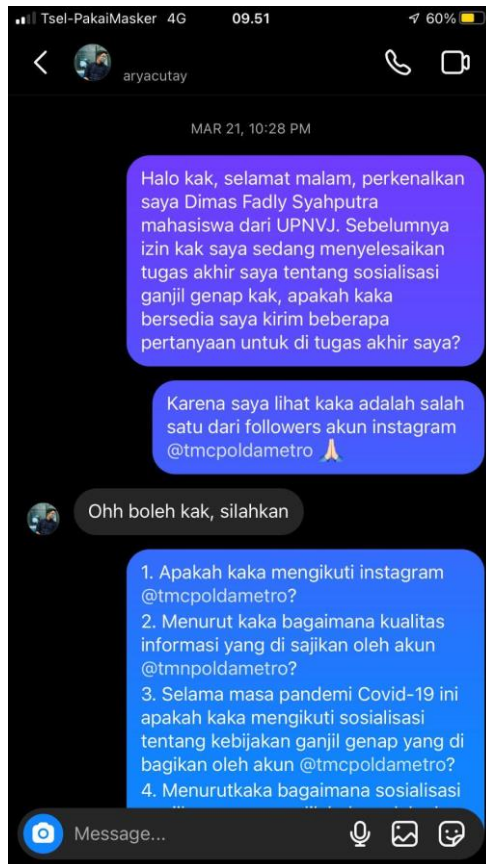 Tsel-PakaiMasker 4G 09.51 60%
aryacutay
MAR 21, 10:28 PM
Halo kak, selamat malam, perkenalkan
saya Dimas Fadly Syahputra
mahasiswa dari UPNVJ. Sebelumnya
izin kak saya sedang menyelesaikan
tugas akhir saya tentang sosialisasi
ganjil genap kak, apakah kaka
bersedia saya kirim beberapa
pertanyaan untuk di tugas akhir saya?
Karena saya lihat kaka adalah salah
satu dari followers akun instagram
@tmcpoldametro 🙏🏻
Ohh boleh kak, silahkan
1. Apakah kaka mengikuti instagram
@tmcpoldametro?
2. Menurut kaka bagaimana kualitas
informasi yang di sajikan oleh akun
@tmnpoldametro?
3. Selama masa pandemi Covid-19 ini
apakah kaka mengikuti sosialisasi
tentang kebijakan ganjil genap yang di
bagikan oleh akun @tmcpoldametro?
4. Menurutkaka bagaimana sosialisasi
Message...